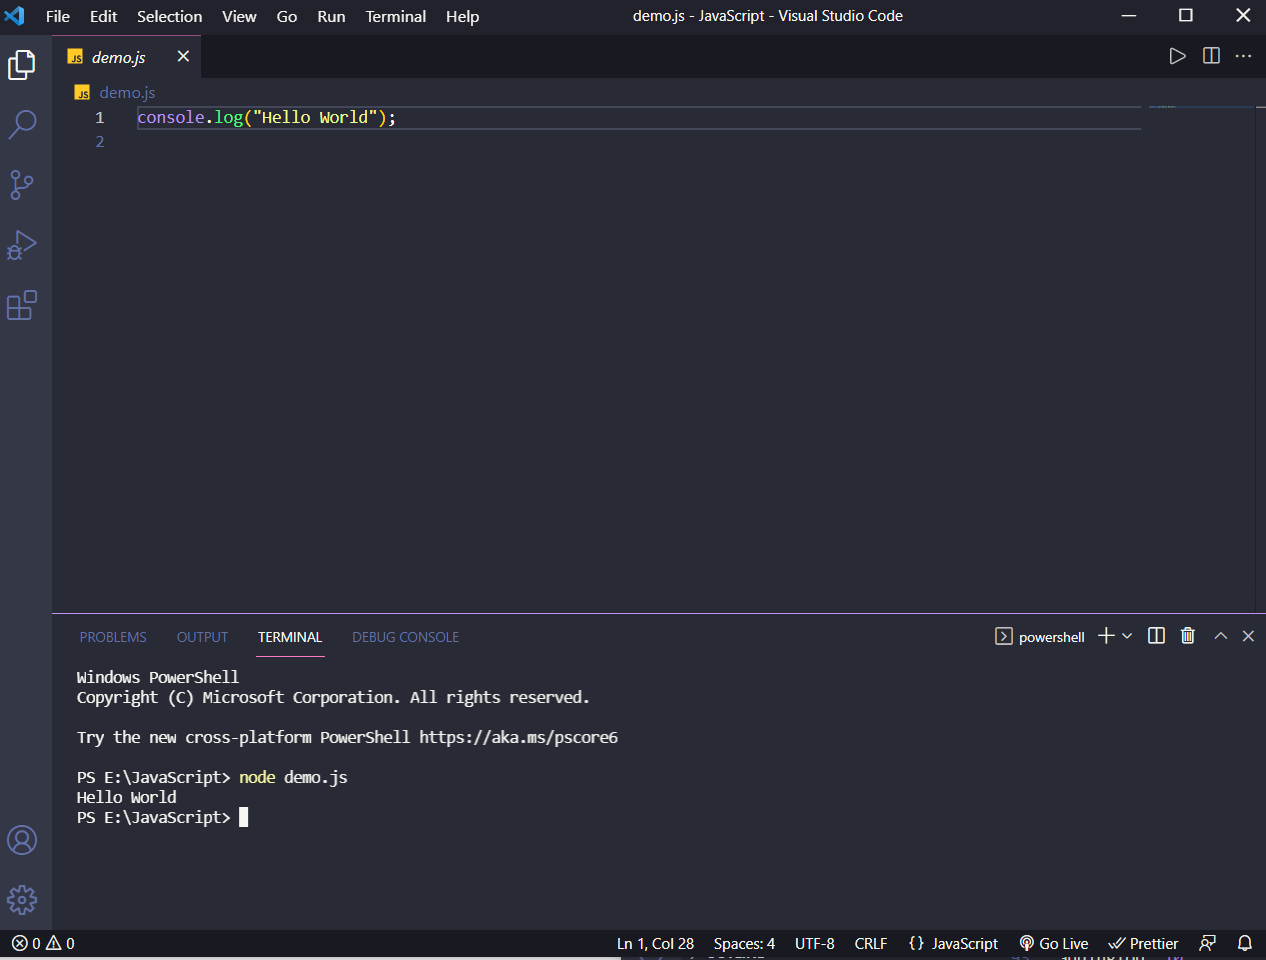 File Edit Selection View Go Run Terminal Help demo.js - JavaScript - Visual Studio Code
JS demo.js
JS demo.js
1 console.log("Hello World");
2
PROBLEMS OUTPUT TERMINAL DEBUG CONSOLE powershell
Windows PowerShell
Copyright (C) Microsoft Corporation. All rights reserved.
Try the new cross-platform PowerShell https://aka.ms/pscore6
PS E:\JavaScript> node demo.js
Hello World
PS E:\JavaScript>
0 0 Ln 1, Col 28 Spaces: 4 UTF-8 CRLF {} JavaScript Go Live Prettier